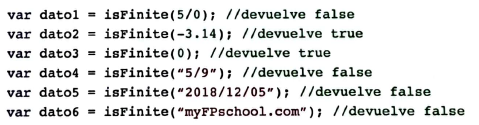 var dato1 = isFinite(5/0); //devuelve false
var dato2 = isFinite(-3.14); //devuelve true
var dato3 = isFinite(0); //devuelve true
var dato4 = isFinite(“5/9”); //devuelve false
var dato5 = isFinite(“2018/12/05”); //devuelve false
var dato6 = isFinite(“myFPschool.com”); //devuelve false